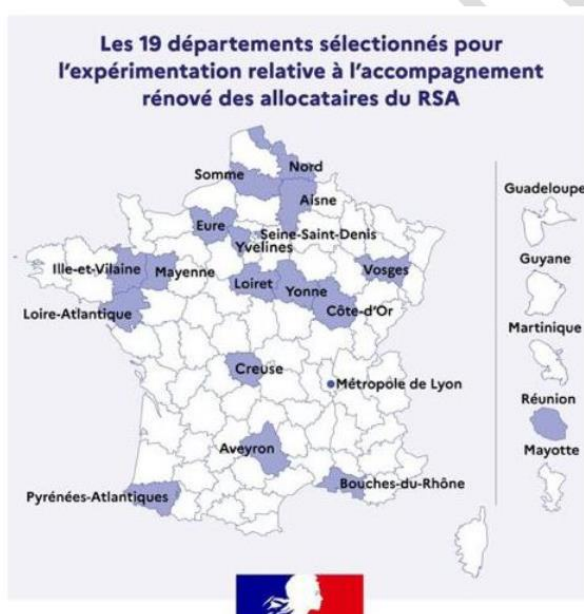 Les 19 départements sélectionnés pour
l'expérimentation relative à l'accompagnement
rénové des allocataires du RSA
Nord
Somme
Aisne
Guadeloupe
Eure
Seine-Saint-Denis
Yvelines
Guyane
Ille-et-Vilaine
Mayenne
Vosges
Loiret
Yonne
Loire-Atlantique
Côte-d'Or
Martinique
Creuse
Métropole de Lyon
Réunion
Aveyron
Mayotte
Bouches-du-Rhône
Pyrénées-Atlantiques